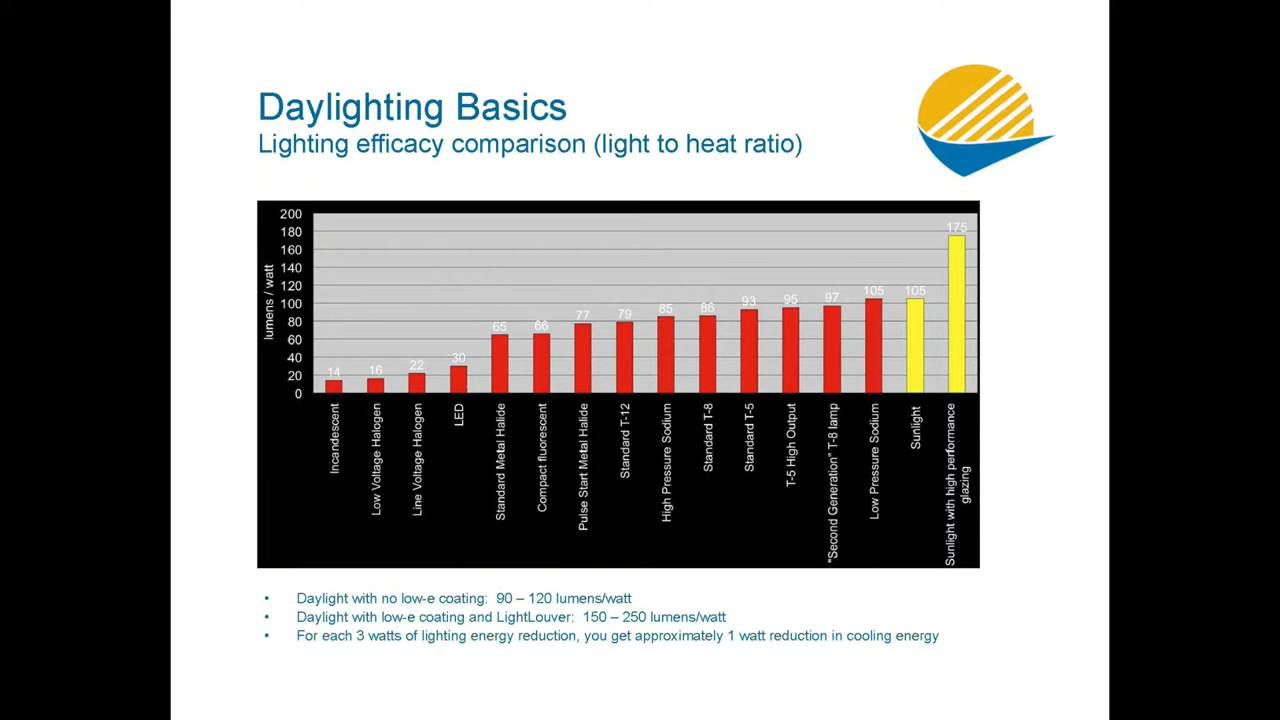 Daylighting Basics
Lighting efficacy comparison (light to heat ratio)
lumens / watt
200
180
160
140
120
100
80
60
40
20
0
14
16
22
30
65
66
77
79
85
86
93
95
97
105
105
175
Incandescent
Low Voltage Halogen
Line Voltage Halogen
LED
Standard Metal Halide
Compact fluorescent
Pulse Start Metal Halide
Standard T-12
High Pressure Sodium
Standard T-8
Standard T-5
T-5 High Output
"Second Generation" T-8 lamp
Low Pressure Sodium
Sunlight
Sunlight with high performance
glazing
• Daylight with no low-e coating: 90 – 120 lumens/watt
• Daylight with low-e coating and LightLouver: 150 – 250 lumens/watt
• For each 3 watts of lighting energy reduction, you get approximately 1 watt reduction in cooling energy